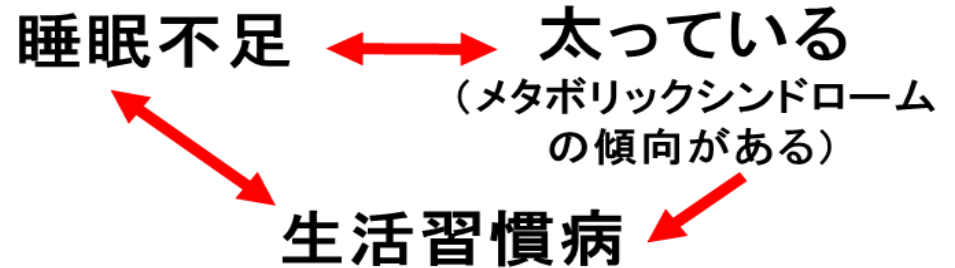 睡眠不足
太っている
（メタボリックシンドローム
の傾向がある）
生活習慣病